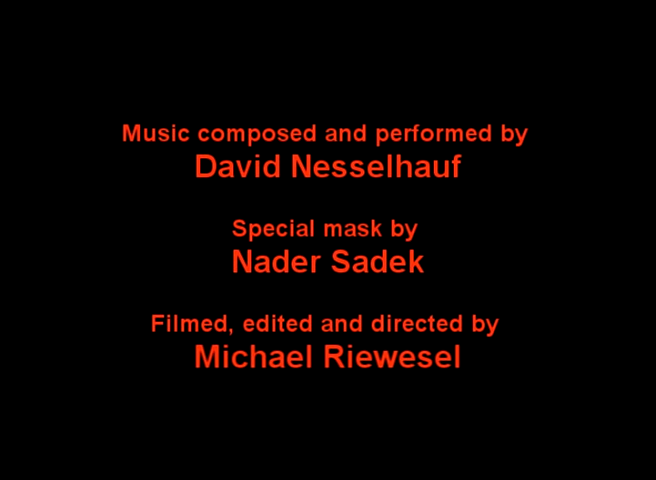 Music composed and performed by
David Nesselhauf
Special mask by
Nader Sadek
Filmed, edited and directed by
Michael Riewesel